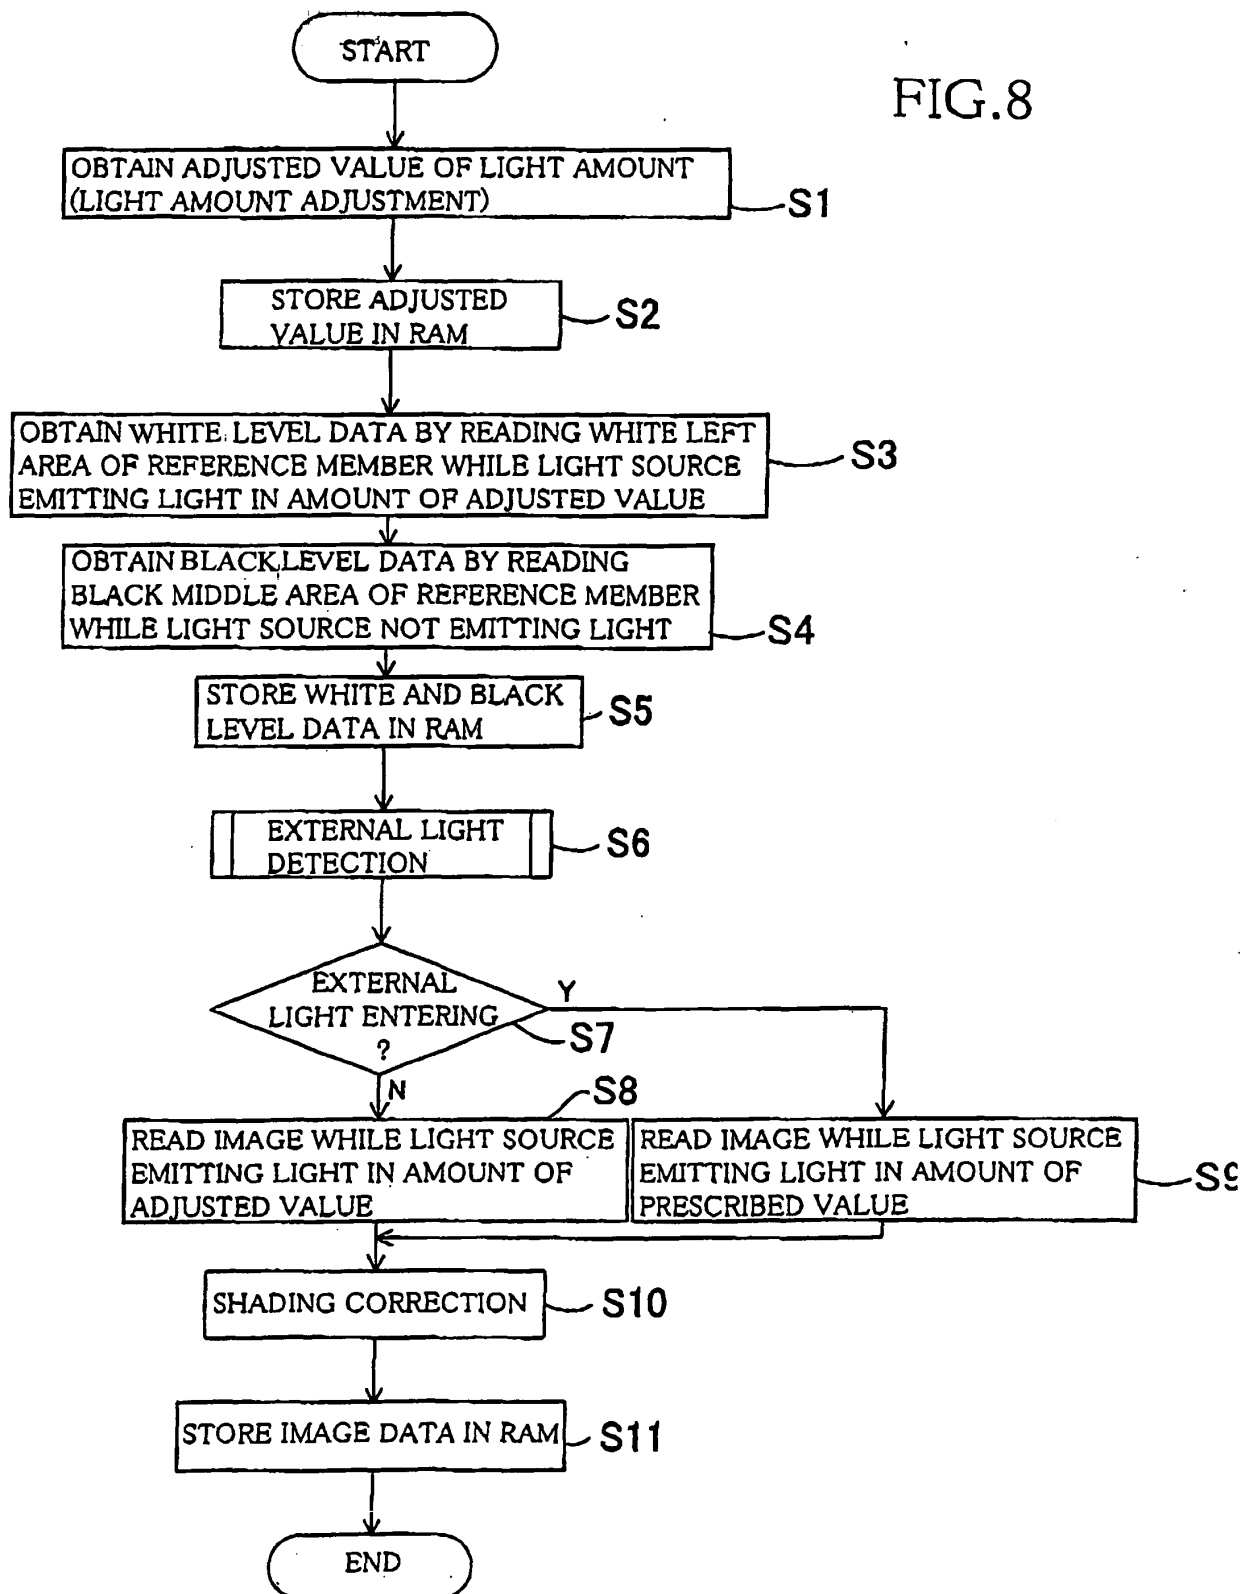 START
FIG.8
OBTAIN ADJUSTED VALUE OF LIGHT AMOUNT
(LIGHT AMOUNT ADJUSTMENT)
S1
STORE ADJUSTED
VALUE IN RAM
S2
OBTAIN WHITE LEVEL DATA BY READING WHITE LEFT
AREA OF REFERENCE MEMBER WHILE LIGHT SOURCE
EMITTING LIGHT IN AMOUNT OF ADJUSTED VALUE
S3
OBTAIN BLACK LEVEL DATA BY READING
BLACK MIDDLE AREA OF REFERENCE MEMBER
WHILE LIGHT SOURCE NOT EMITTING LIGHT
S4
STORE WHITE AND BLACK
LEVEL DATA IN RAM
S5
EXTERNAL LIGHT
DETECTION
S6
EXTERNAL
LIGHT ENTERING
?
S7
Y
N
S8
READ IMAGE WHILE LIGHT SOURCE
EMITTING LIGHT IN AMOUNT OF
ADJUSTED VALUE
READ IMAGE WHILE LIGHT SOURCE
EMITTING LIGHT IN AMOUNT OF
PRESCRIBED VALUE
S9
SHADING CORRECTION
S10
STORE IMAGE DATA IN RAM
S11
END